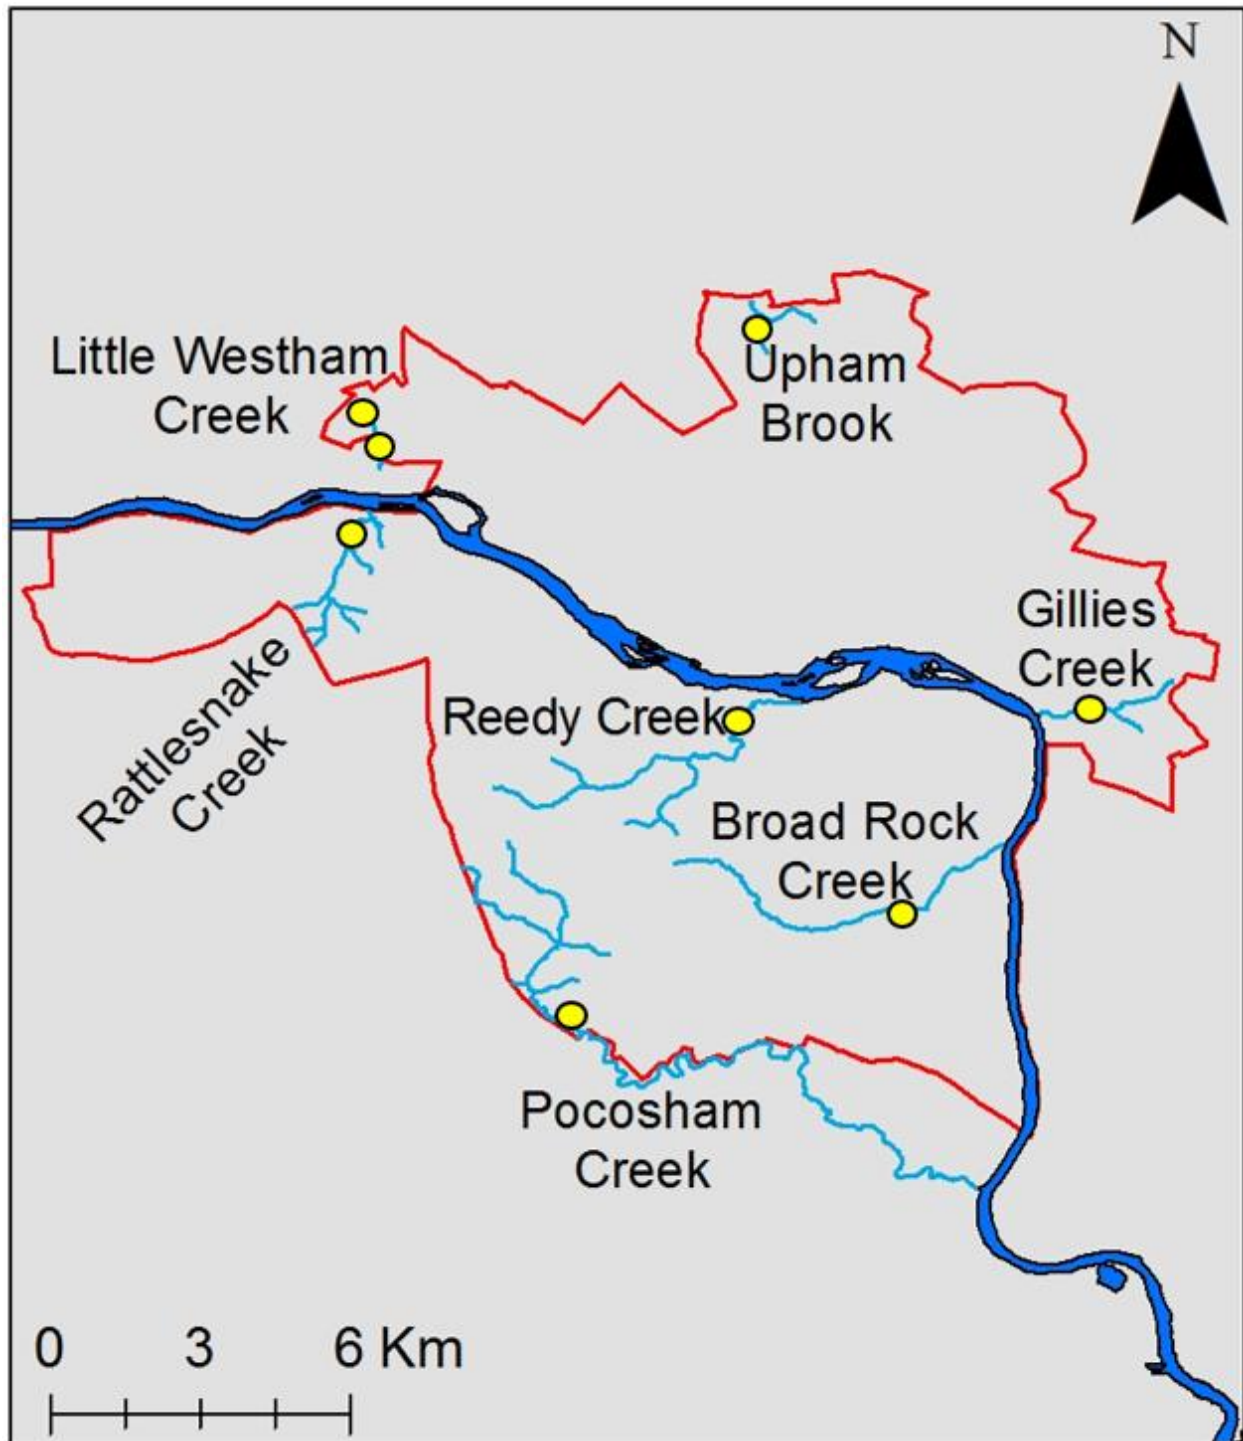 N
Little Westham
Creek
Upham
Brook
Gillies
Creek
Rattlesnake
Creek
Reedy Creek
Broad Rock
Creek
Pocosham
Creek
0 3 6 Km